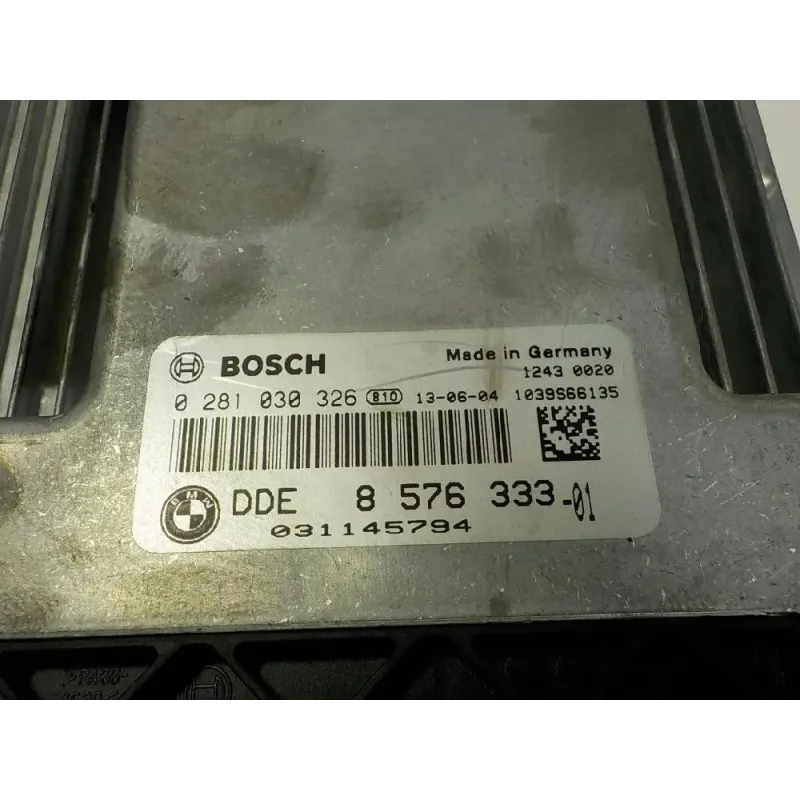 BOSCH Made in Germany
1243 0020
0 281 030 326 810 13-06-04 1039S66135
BMW DDE 8 576 333-01
031145794